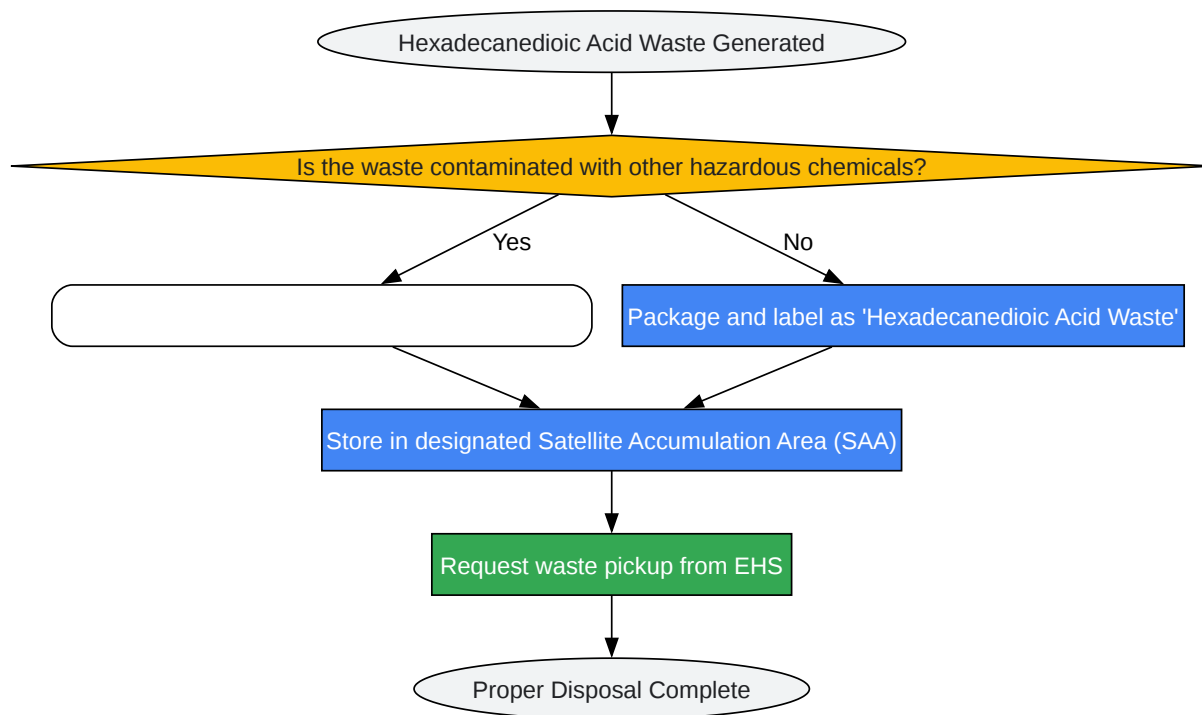 Hexadecanedioic Acid Waste Generated
Is the waste contaminated with other hazardous chemicals?
Yes
No
Package and label as 'Hexadecanedioic Acid Waste'
Store in designated Satellite Accumulation Area (SAA)
Request waste pickup from EHS
Proper Disposal Complete